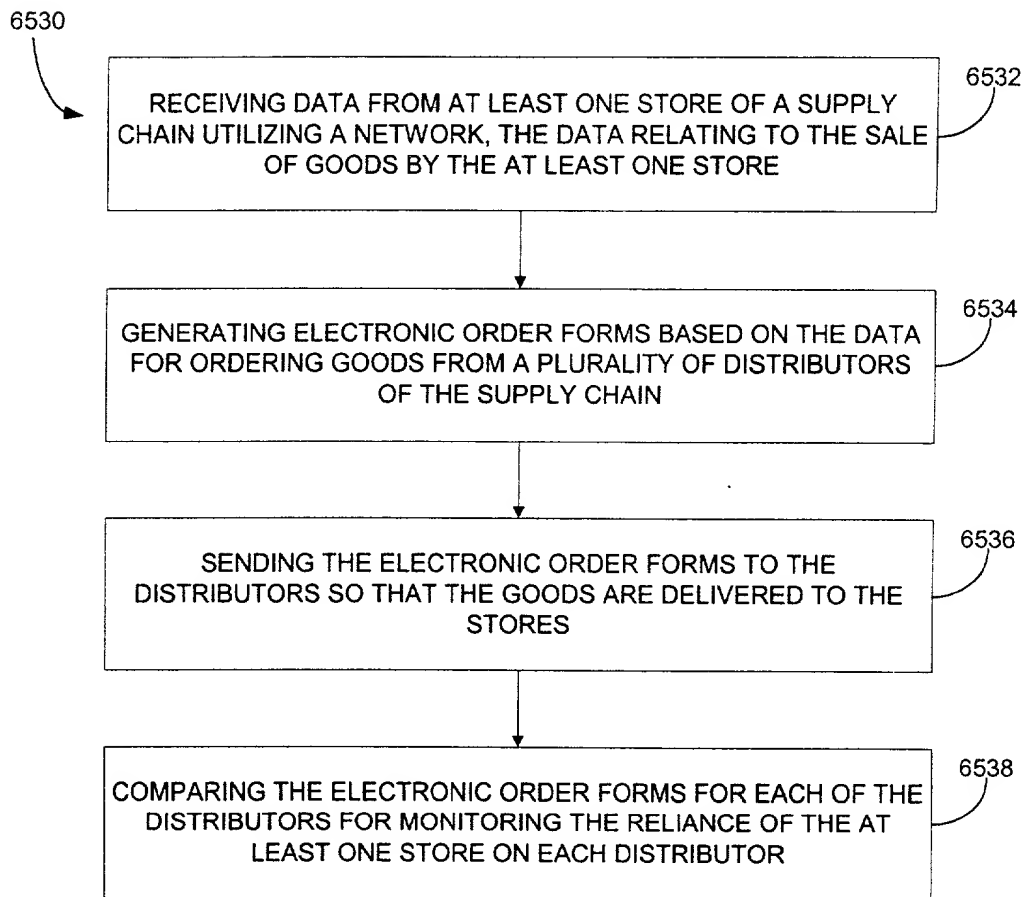 6530
6532
RECEIVING DATA FROM AT LEAST ONE STORE OF A SUPPLY
CHAIN UTILIZING A NETWORK, THE DATA RELATING TO THE SALE
OF GOODS BY THE AT LEAST ONE STORE
6534
GENERATING ELECTRONIC ORDER FORMS BASED ON THE DATA
FOR ORDERING GOODS FROM A PLURALITY OF DISTRIBUTORS
OF THE SUPPLY CHAIN
6536
SENDING THE ELECTRONIC ORDER FORMS TO THE
DISTRIBUTORS SO THAT THE GOODS ARE DELIVERED TO THE
STORES
6538
COMPARING THE ELECTRONIC ORDER FORMS FOR EACH OF THE
DISTRIBUTORS FOR MONITORING THE RELIANCE OF THE AT
LEAST ONE STORE ON EACH DISTRIBUTOR